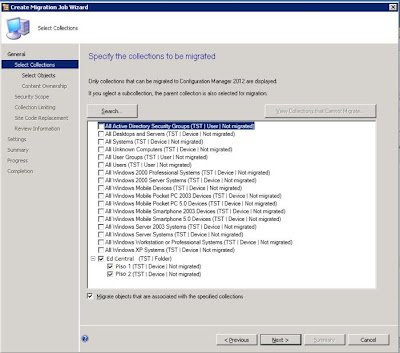 Create Migration Job Wizard
Select Collections
General
Select Collections
Select Objects
Content Ownership
Security Scope
Collection Limiting
Site Code Replacement
Review Information
Settings
Summary
Progress
Completion
Specify the collections to be migrated
Only collections that can be migrated to Configuration Manager 2012 are displayed.
If you select a subcollection, the parent collection is also selected for migration.
Search...
View Collections that Cannot Migrate...
All Active Directory Security Groups (TST | User | Not migrated)
All Desktops and Servers (TST | Device | Not migrated)
All Systems (TST | Device | Not migrated)
All Unknown Computers (TST | Device | Not migrated)
All User Groups (TST | User | Not migrated)
All Users (TST | User | Not migrated)
All Windows 2000 Professional Systems (TST | Device | Not migrated)
All Windows 2000 Server Systems (TST | Device | Not migrated)
All Windows Mobile Devices (TST | Device | Not migrated)
All Windows Mobile Pocket PC 2003 Devices (TST | Device | Not migrated)
All Windows Mobile Pocket PC 5.0 Devices (TST | Device | Not migrated)
All Windows Mobile Smartphone 2003 Devices (TST | Device | Not migrated)
All Windows Mobile Smartphone 5.0 Devices (TST | Device | Not migrated)
All Windows Server 2003 Systems (TST | Device | Not migrated)
All Windows Server Systems (TST | Device | Not migrated)
All Windows Workstation or Professional Systems (TST | Device | Not migrated)
All Windows XP Systems (TST | Device | Not migrated)
Ed Central (TST | Folder)
Piso 1 (TST | Device | Not migrated)
Piso 2 (TST | Device | Not migrated)
Migrate objects that are associated with the specified collections
< Previous
Next >
Summary
Cancel